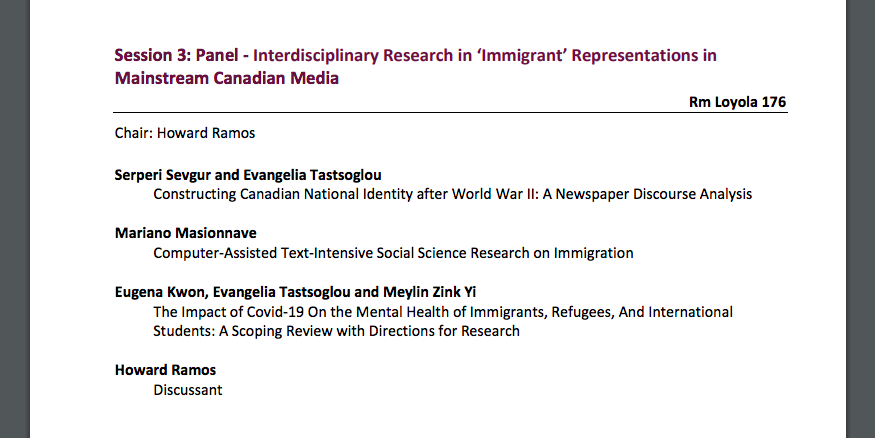 Session 3: Panel - Interdisciplinary Research in ‘Immigrant’ Representations in
Mainstream Canadian Media
Rm Loyola 176
Chair: Howard Ramos
Serperi Sevgur and Evangelia Tastsoglou
Constructing Canadian National Identity after World War II: A Newspaper Discourse Analysis
Mariano Masionnave
Computer-Assisted Text-Intensive Social Science Research on Immigration
Eugena Kwon, Evangelia Tastsoglou and Meylin Zink Yi
The Impact of Covid-19 On the Mental Health of Immigrants, Refugees, And International
Students: A Scoping Review with Directions for Research
Howard Ramos
Discussant